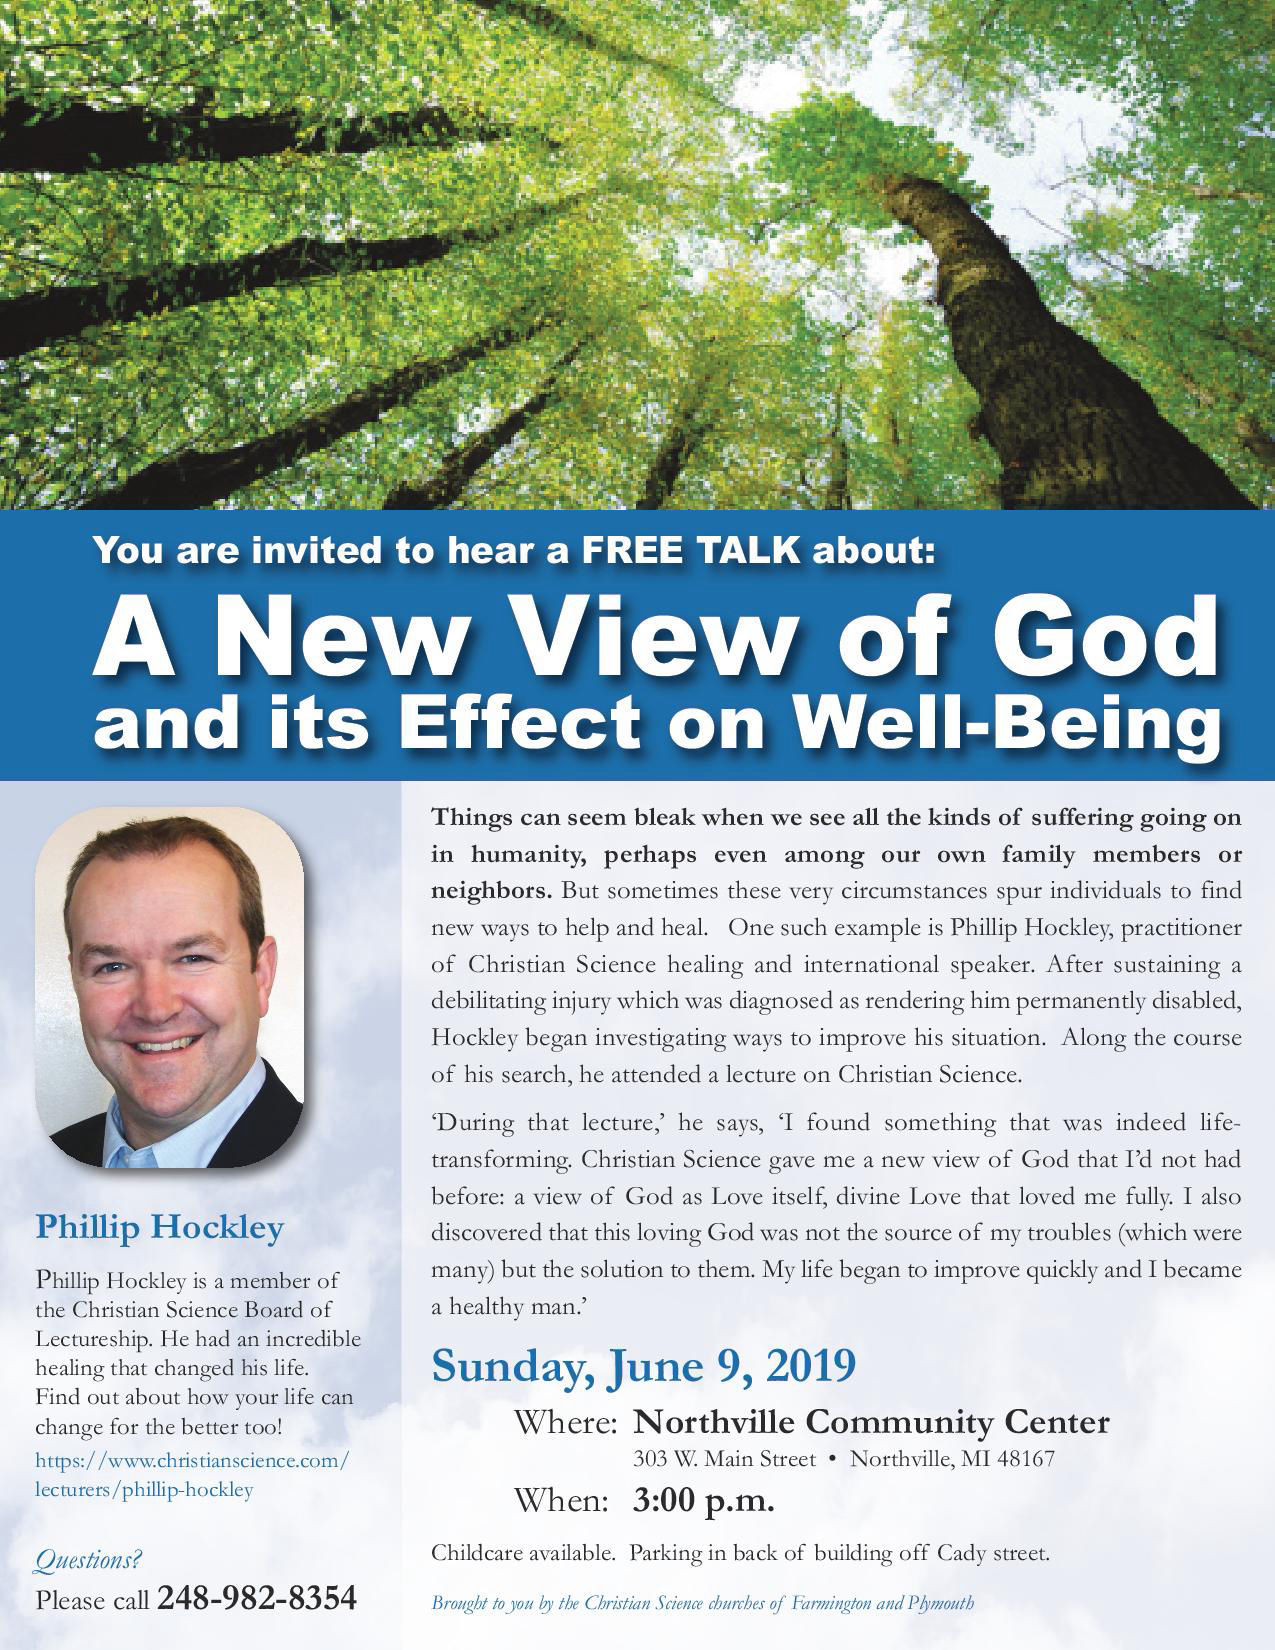 You are invited to hear a FREE TALK about:
A New View of God
and its Effect on Well-Being
Phillip Hockley
Phillip Hockley is a member of
the Christian Science Board of
Lectureship. He had an incredible
healing that changed his life.
Find out about how your life can
change for the better too!
https://www.christianscience.com/
lecturers/phillip-hockley
Questions?
Please call 248-982-8354
Things can seem bleak when we see all the kinds of suffering going on
in humanity, perhaps even among our own family members or
neighbors. But sometimes these very circumstances spur individuals to find
new ways to help and heal. One such example is Phillip Hockley, practitioner
of Christian Science healing and international speaker. After sustaining a
debilitating injury which was diagnosed as rendering him permanently disabled,
Hockley began investigating ways to improve his situation. Along the course
of his search, he attended a lecture on Christian Science.
‘During that lecture,’ he says, ‘I found something that was indeed life-
transforming. Christian Science gave me a new view of God that I’d not had
before: a view of God as Love itself, divine Love that loved me fully. I also
discovered that this loving God was not the source of my troubles (which were
many) but the solution to them. My life began to improve quickly and I became
a healthy man.’
Sunday, June 9, 2019
Where: Northville Community Center
303 W. Main Street • Northville, MI 48167
When: 3:00 p.m.
Childcare available. Parking in back of building off Cady street.
Brought to you by the Christian Science churches of Farmington and Plymouth